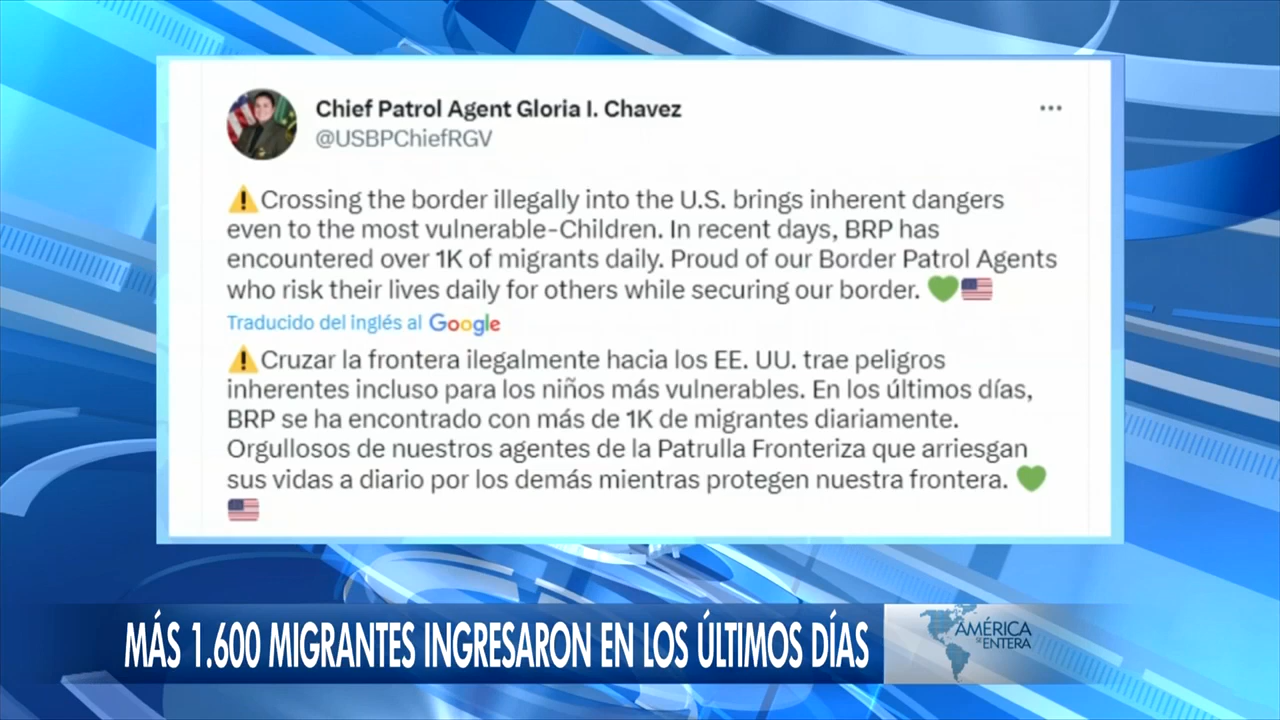 Chief Patrol Agent Gloria I. Chavez
@USBPChiefRGV
⚠️Crossing the border illegally into the U.S. brings inherent dangers
even to the most vulnerable-Children. In recent days, BRP has
encountered over 1K of migrants daily. Proud of our Border Patrol Agents
who risk their lives daily for others while securing our border. 💚🇺🇸
Traducido del inglés al Google
⚠️Cruzar la frontera ilegalmente hacia los EE. UU. trae peligros
inherentes incluso para los niños más vulnerables. En los últimos días,
BRP se ha encontrado con más de 1K de migrantes diariamente.
Orgullosos de nuestros agentes de la Patrulla Fronteriza que arriesgan
sus vidas a diario por los demás mientras protegen nuestra frontera. 💚
🇺🇸
MÁS 1.600 MIGRANTES INGRESARON EN LOS ÚLTIMOS DÍAS
AMÉRICA
SE ENTERA